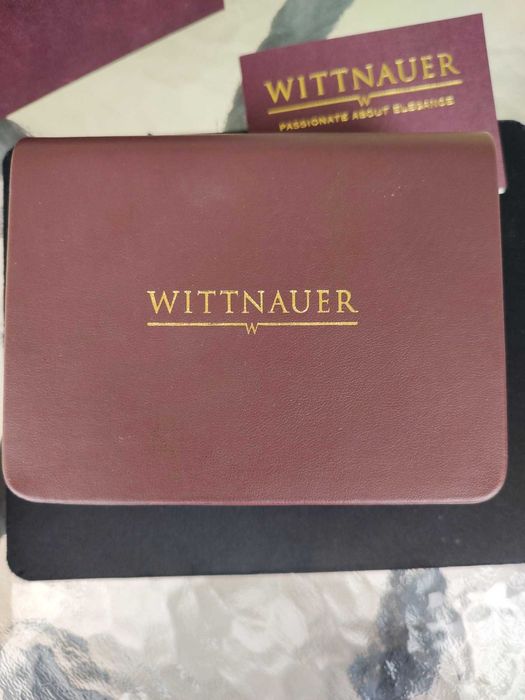 WITTNAUER
W
PASSIONATE ABOUT ELEGANCE
WITTNAUER
W